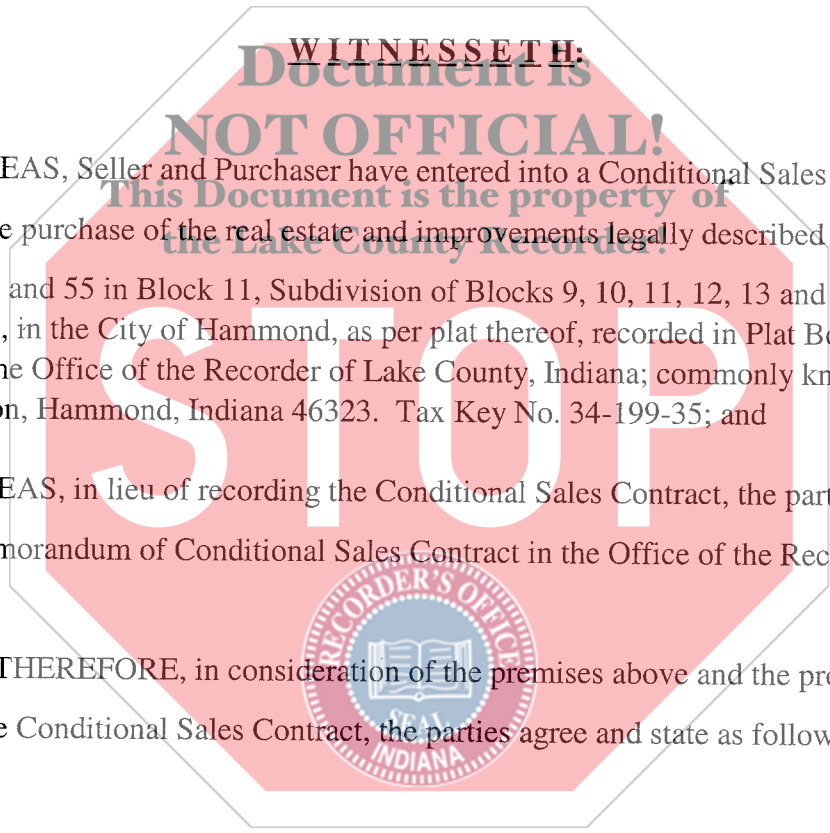 WITNESSETH:
Document is
NOT OFFICIAL!
EAS, Seller and Purchaser have entered into a Conditional Sales
This Document is the property of
e purchase of the real estate and improvements legally described
the Lake County Recorder!
and 55 in Block 11, Subdivision of Blocks 9, 10, 11, 12, 13 and
, in the City of Hammond, as per plat thereof, recorded in Plat Bo
he Office of the Recorder of Lake County, Indiana; commonly kn
on, Hammond, Indiana 46323. Tax Key No. 34-199-35; and
STOP
EAS, in lieu of recording the Conditional Sales Contract, the part
morandum of Conditional Sales Contract in the Office of the Rec
RECORDER'S OFFICE
SEAL
INDIANA
THEREFORE, in consideration of the premises above and the pro
e Conditional Sales Contract, the parties agree and state as follow